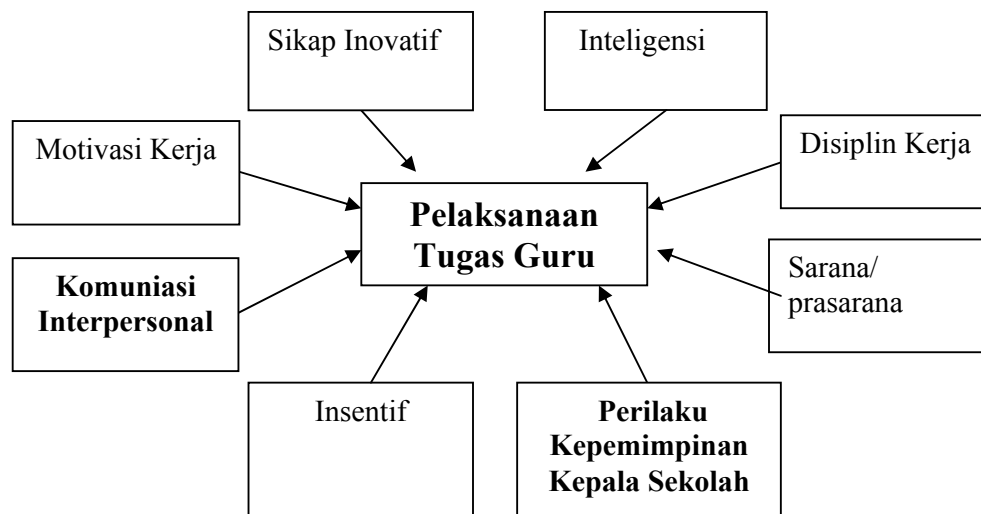 Sikap Inovatif
Inteligensi
Motivasi Kerja
Disiplin Kerja
Pelaksanaan
Tugas Guru
Komuniasi
Interpersonal
Sarana/
prasarana
Insentif
Perilaku
Kepemimpinan
Kepala Sekolah